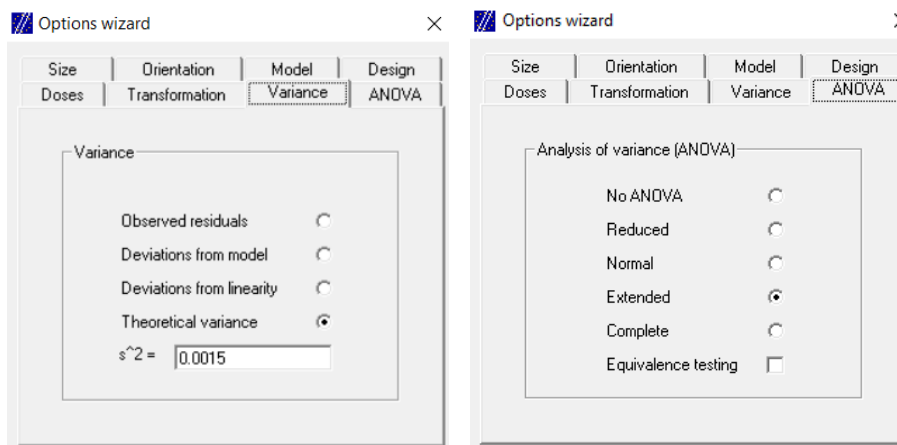 Options wizard
Size Orientation Model Design
Doses Transformation Variance ANOVA
Variance
Observed residuals
Deviations from model
Deviations from linearity
Theoretical variance
s^2 = 0.0015
Options wizard
Size Orientation Model Design
Doses Transformation Variance ANOVA
Analysis of variance (ANOVA)
No ANOVA
Reduced
Normal
Extended
Complete
Equivalence testing